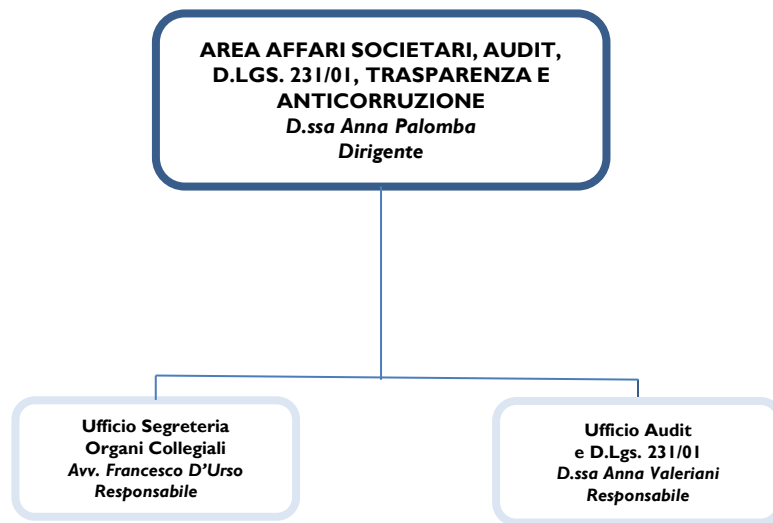 AREA AFFARI SOCIETARI, AUDIT,
D.LGS. 231/01, TRASPARENZA E
ANTICORRUZIONE
D.ssa Anna Palomba
Dirigente
Ufficio Segreteria
Organi Collegiali
Avv. Francesco D'Urso
Responsabile
Ufficio Audit
e D.Lgs. 231/01
D.ssa Anna Valeriani
Responsabile